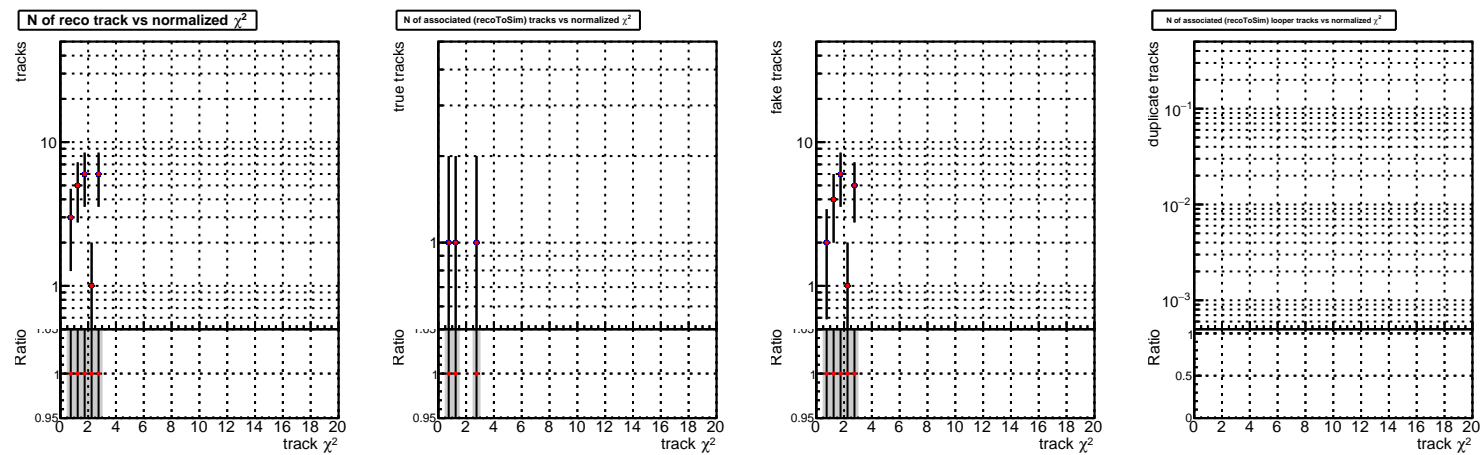 N of reco track vs normalized χ²
tracks
10
1
Ratio
1.05
1
0.95
0 2 4 6 8 10 12 14 16 18 20
track χ²
N of associated (recoToSim) tracks vs normalized χ²
true tracks
1
Ratio
1.05
1
0.95
0 2 4 6 8 10 12 14 16 18 20
track χ²
fake tracks
10
1
Ratio
1.05
1
0.95
0 2 4 6 8 10 12 14 16 18 20
track χ²
N of associated (recoToSim) looper tracks vs normalized χ²
duplicate tracks
10⁻¹
10⁻²
10⁻³
Ratio
1
0.5
0
0 2 4 6 8 10 12 14 16 18 20
track χ²